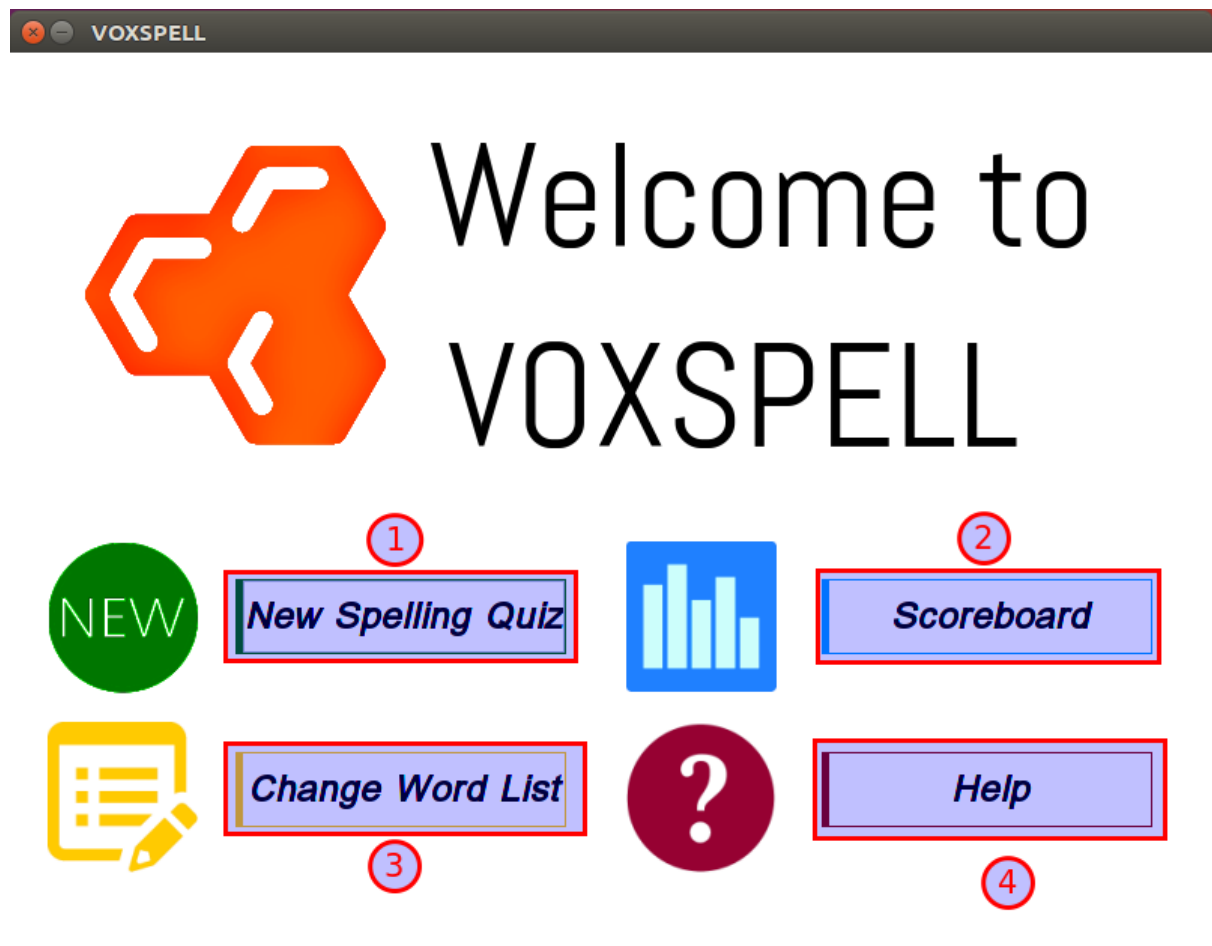 VOXSPELL
Welcome to
VOXSPELL
1
2
NEW
New Spelling Quiz
Scoreboard
Change Word List
?
Help
3
4